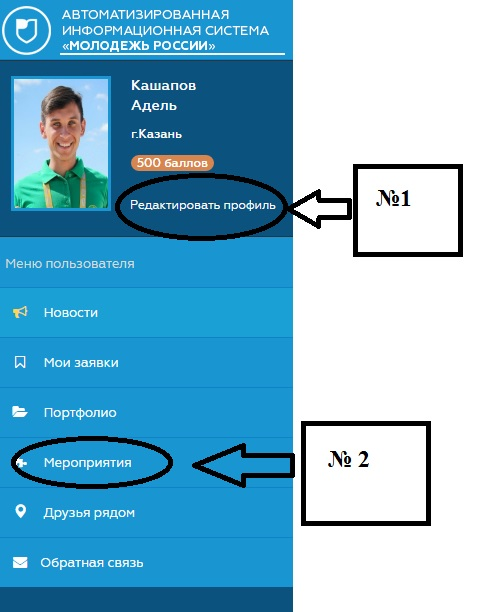 АВТОМАТИЗИРОВАННАЯ
ИНФОРМАЦИОННАЯ СИСТЕМА
«МОЛОДЕЖЬ РОССИИ»
Кашапов
Адель
г.Казань
500 баллов
Редактировать профиль
№1
Меню пользователя
Новости
Мои заявки
Портфолио
Мероприятия
№ 2
Друзья рядом
Обратная связь